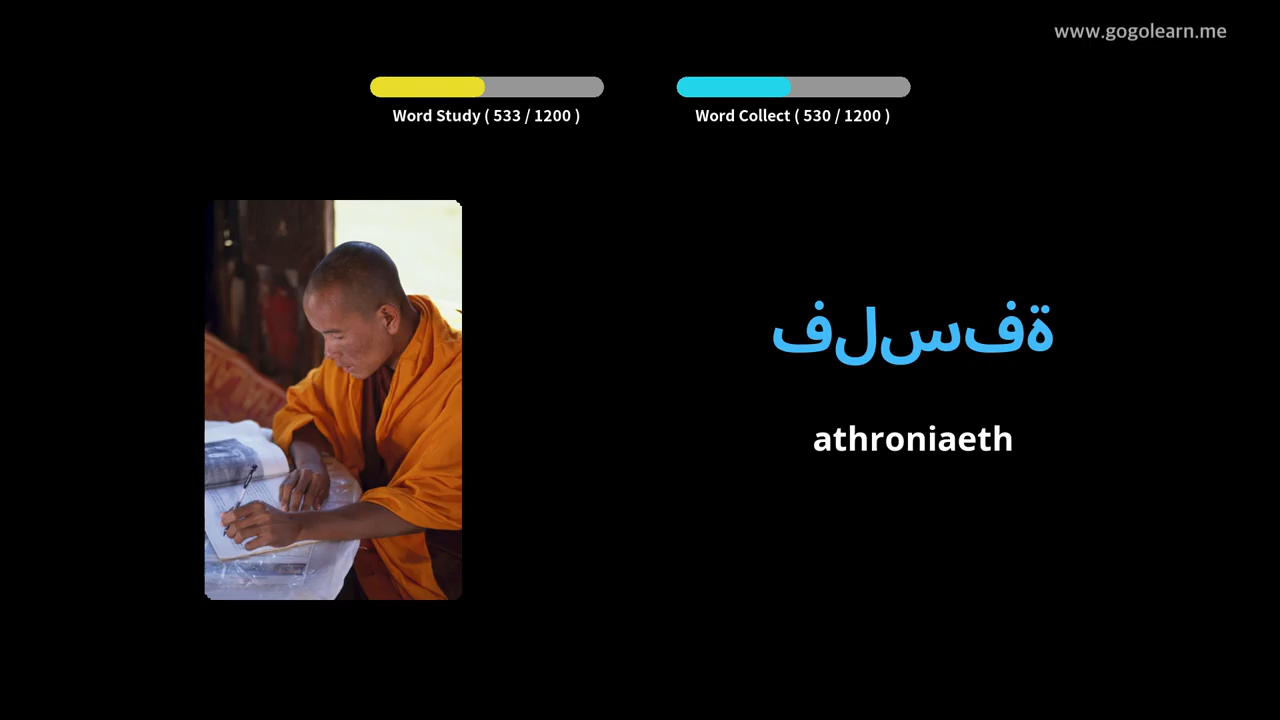 www.gogolearn.me
Word Study ( 533 / 1200 )
Word Collect ( 530 / 1200 )
فلسفة
athroniaeth